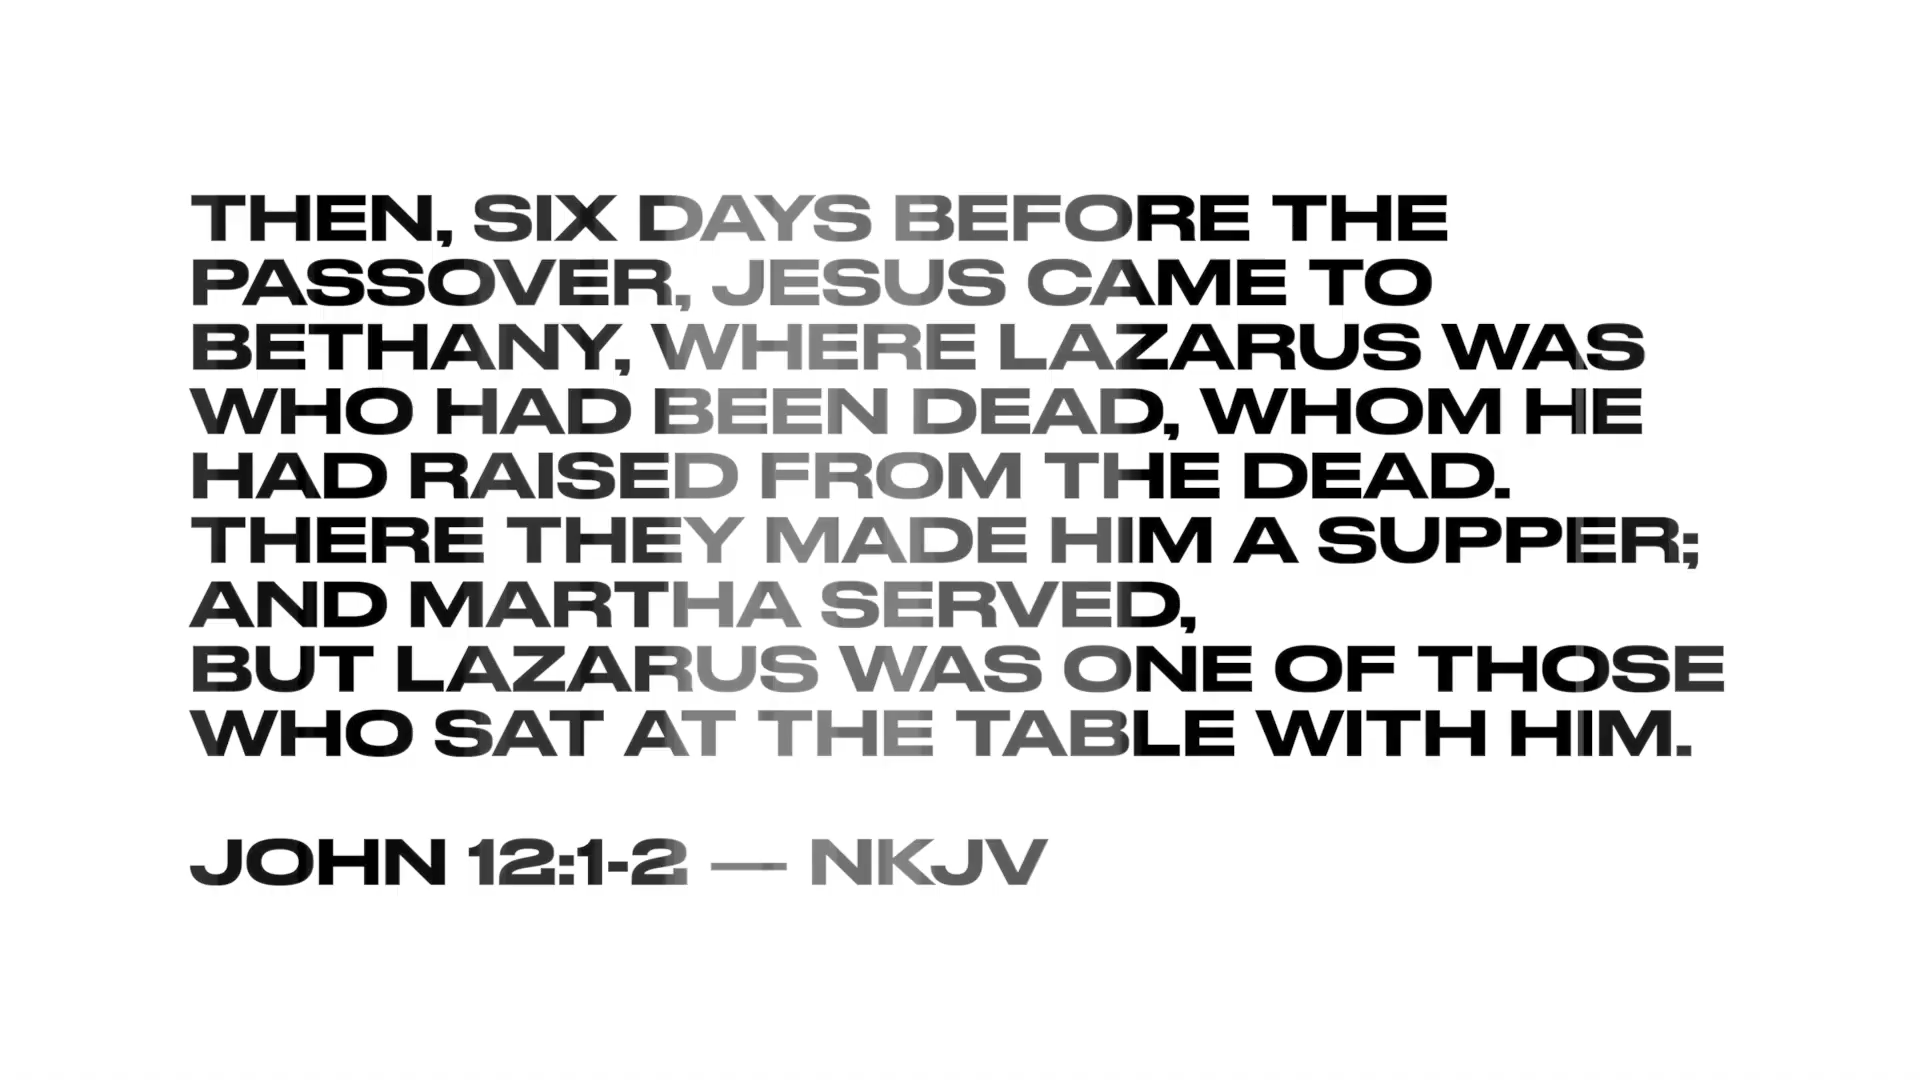 THEN, SIX DAYS BEFORE THE
PASSOVER, JESUS CAME TO
BETHANY, WHERE LAZARUS WAS
WHO HAD BEEN DEAD, WHOM HE
HAD RAISED FROM THE DEAD.
THERE THEY MADE HIM A SUPPER;
AND MARTHA SERVED,
BUT LAZARUS WAS ONE OF THOSE
WHO SAT AT THE TABLE WITH HIM.
JOHN 12:1-2 — NKJV